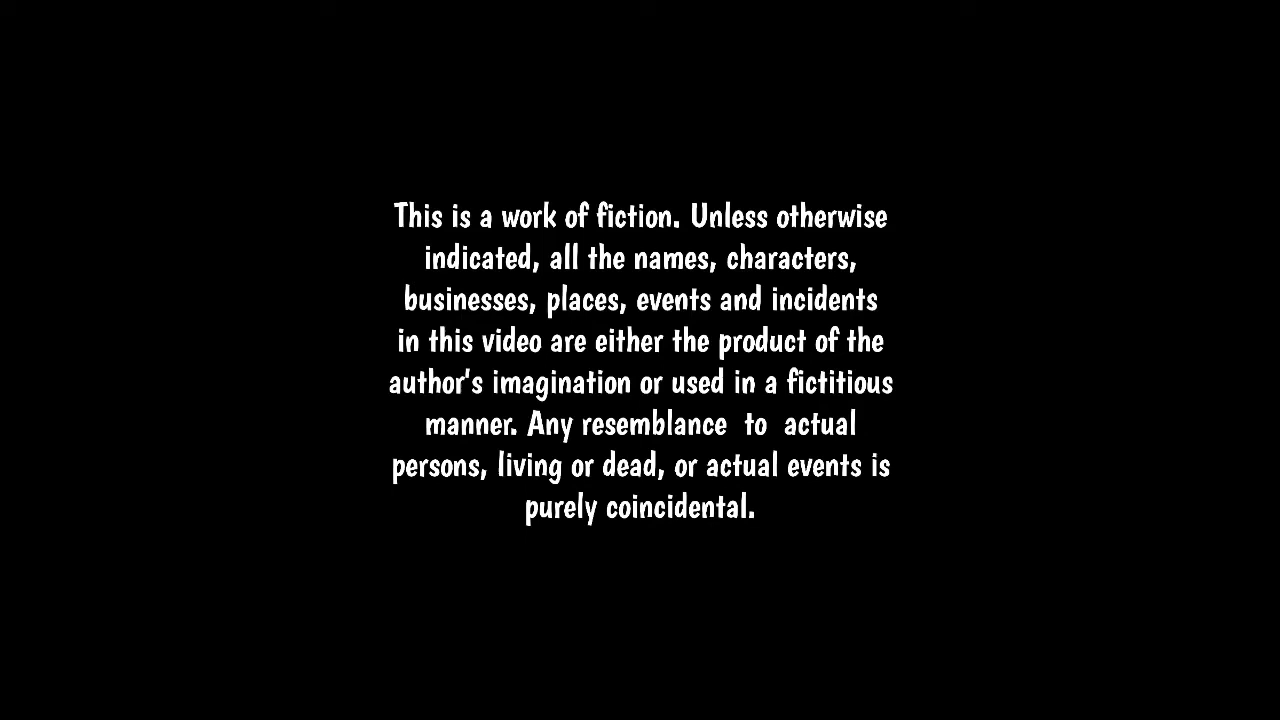 This is a work of fiction. Unless otherwise
indicated, all the names, characters,
businesses, places, events and incidents
in this video are either the product of the
author's imagination or used in a fictitious
manner. Any resemblance  to  actual
persons, living or dead, or actual events is
purely coincidental.